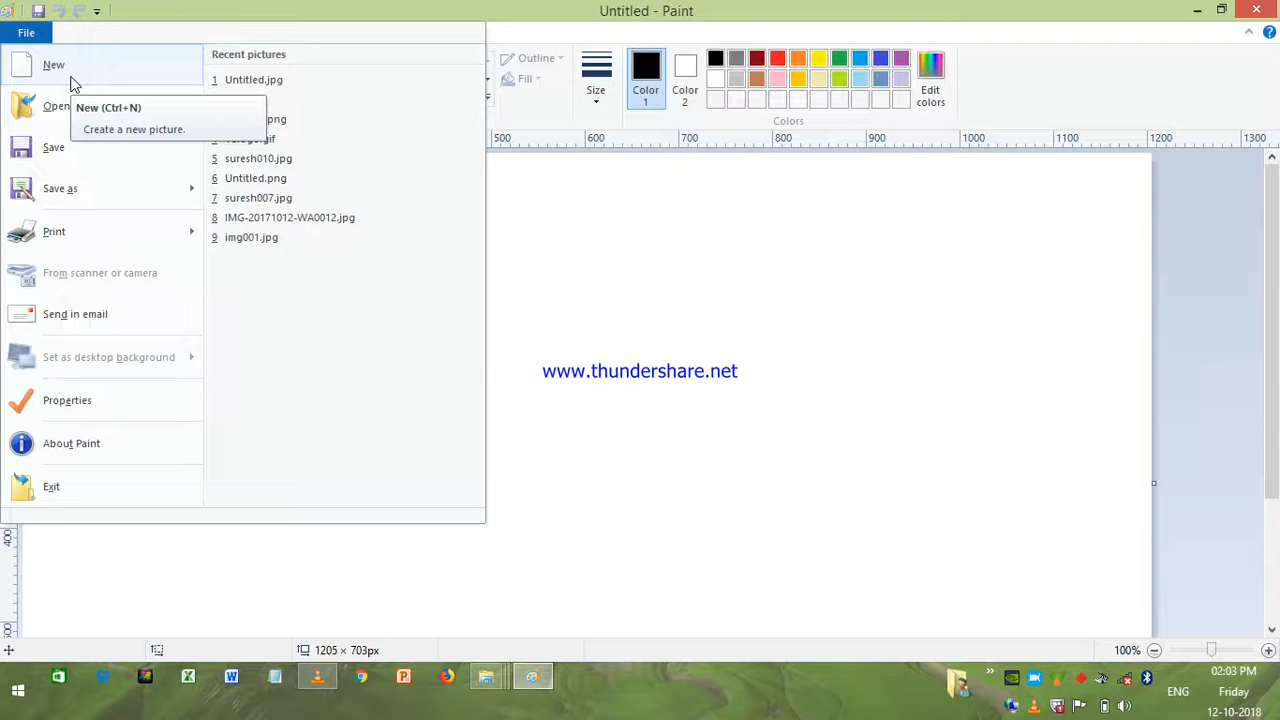 Untitled - Paint
File
New
Open
Save
Save as
Print
From scanner or camera
Send in email
Set as desktop background
Properties
About Paint
Exit
New (Ctrl+N)
Create a new picture.
Recent pictures
1 Untitled.jpg
5 suresh010.jpg
6 Untitled.png
7 suresh007.jpg
8 IMG-20171012-WA0012.jpg
9 img001.jpg
Outline
Fill
Size
Color 1
Color 2
Edit colors
Colors
500 600 700 800 900 1000 1100 1200 1300
400
www.thundershare.net
1205 × 703px
100%
ENG
02:03 PM
Friday
12-10-2018